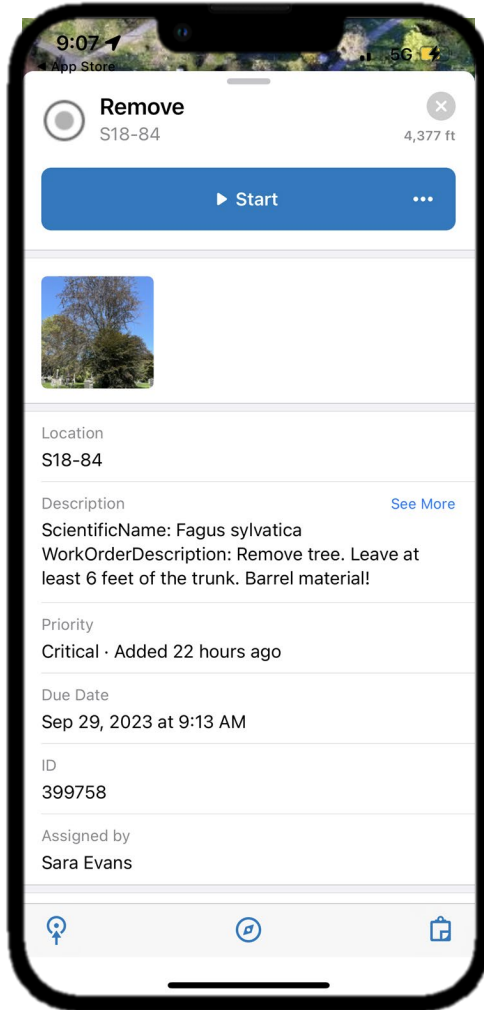 9:07
5G
◀ App Store
Remove
S18-84
4,377 ft
Start
Location
S18-84
Description
See More
ScientificName: Fagus sylvatica
WorkOrderDescription: Remove tree. Leave at
least 6 feet of the trunk. Barrel material!
Priority
Critical · Added 22 hours ago
Due Date
Sep 29, 2023 at 9:13 AM
ID
399758
Assigned by
Sara Evans